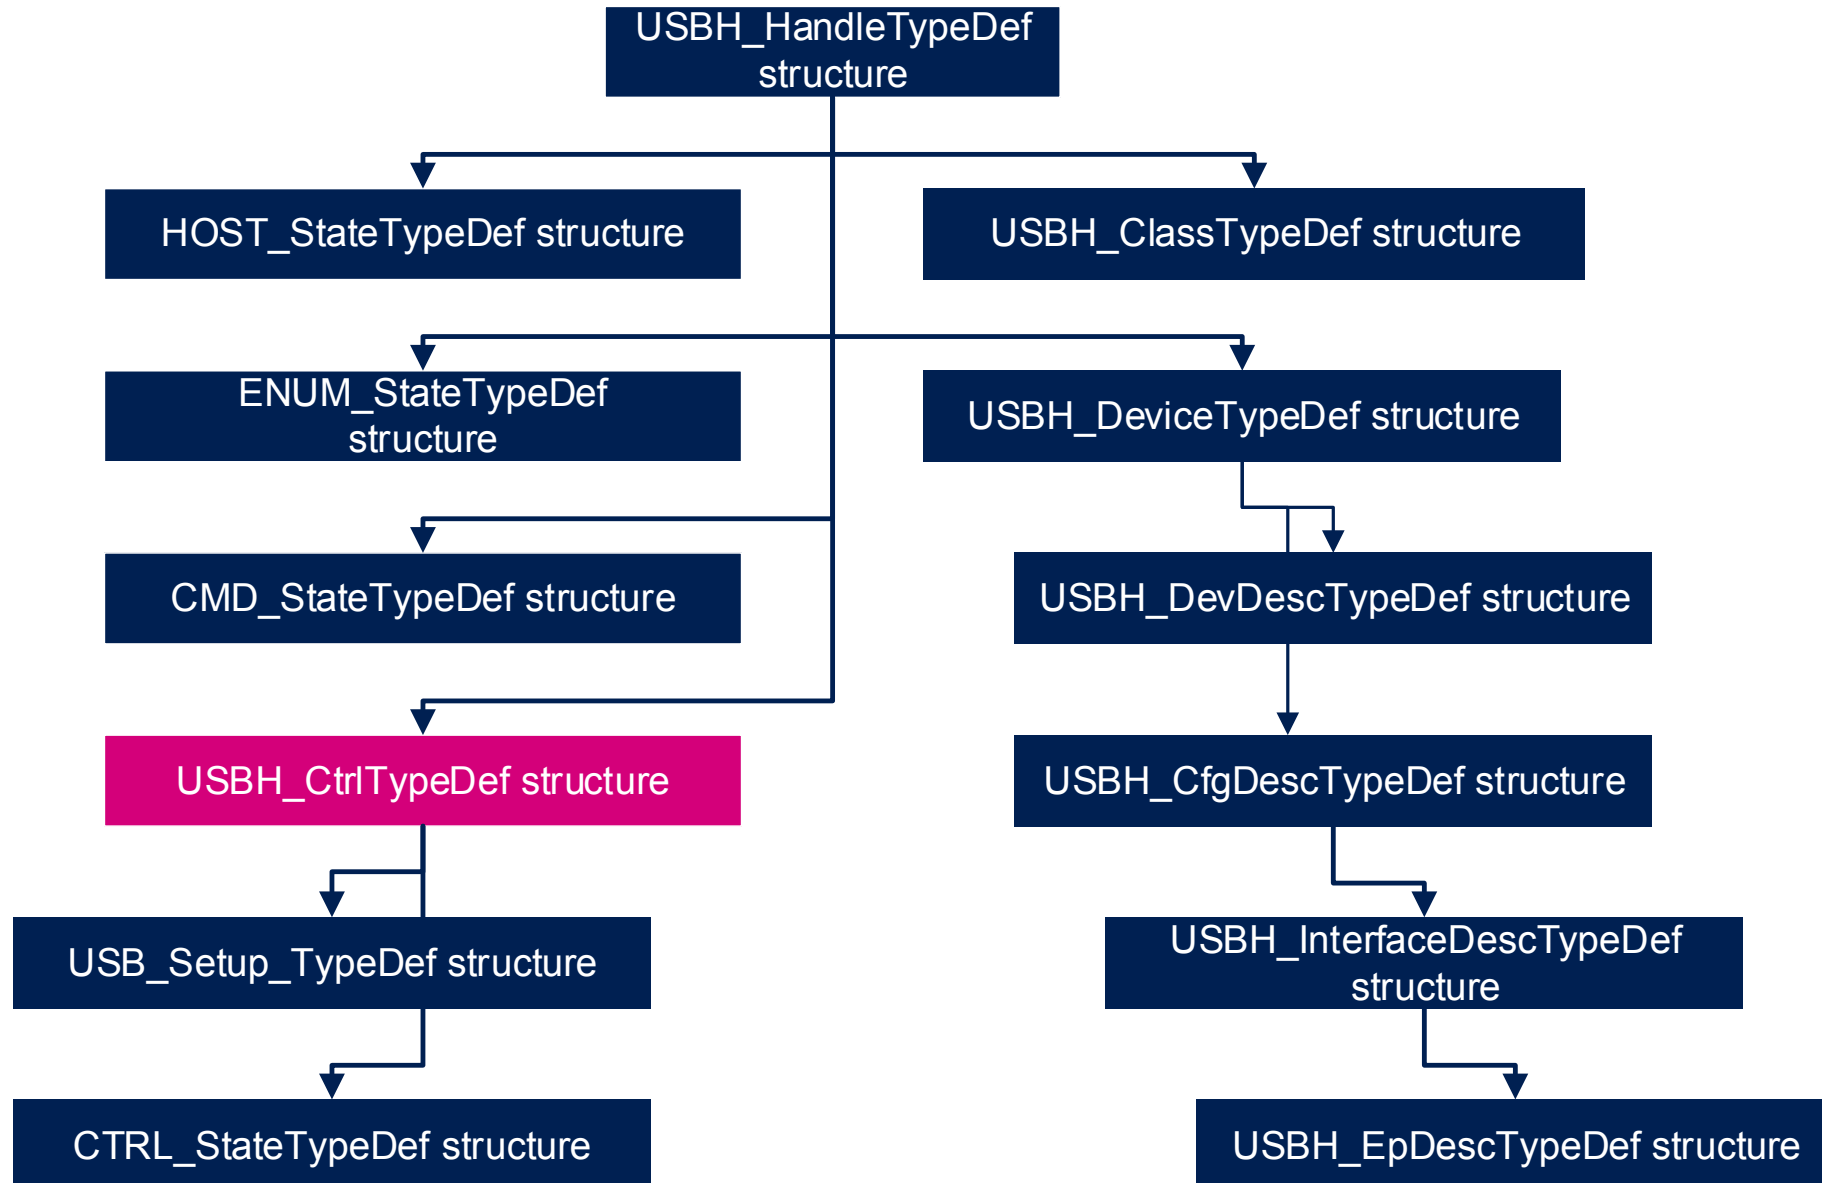 USBH_HandleTypeDef
structure
HOST_StateTypeDef structure
USBH_ClassTypeDef structure
ENUM_StateTypeDef
structure
USBH_DeviceTypeDef structure
CMD_StateTypeDef structure
USBH_DevDescTypeDef structure
USBH_CtrlTypeDef structure
USBH_CfgDescTypeDef structure
USB_Setup_TypeDef structure
USBH_InterfaceDescTypeDef
structure
CTRL_StateTypeDef structure
USBH_EpDescTypeDef structure